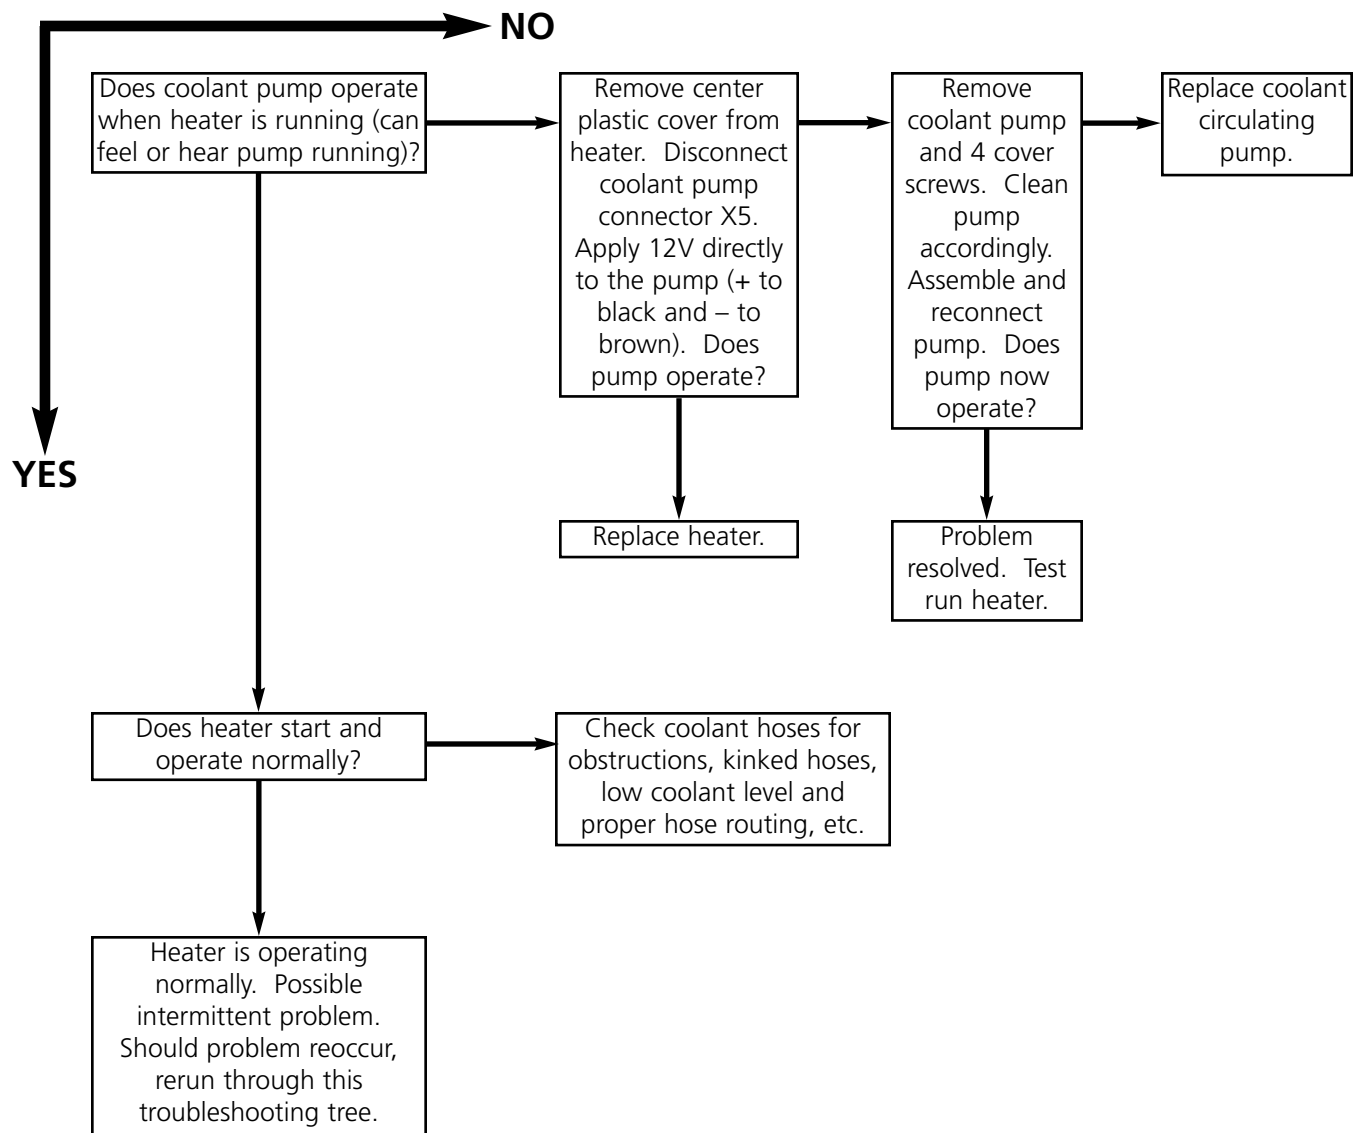 NO
YES
Does coolant pump operate
when heater is running (can
feel or hear pump running)?
Remove center
plastic cover from
heater.  Disconnect
coolant pump
connector X5.
Apply 12V directly
to the pump (+ to
black and – to
brown).  Does
pump operate?
Remove
coolant pump
and 4 cover
screws.  Clean
pump
accordingly.
Assemble and
reconnect
pump.  Does
pump now
operate?
Replace coolant
circulating
pump.
Replace heater.
Problem
resolved.  Test
run heater.
Does heater start and
operate normally?
Check coolant hoses for
obstructions, kinked hoses,
low coolant level and
proper hose routing, etc.
Heater is operating
normally.  Possible
intermittent problem.
Should problem reoccur,
rerun through this
troubleshooting tree.